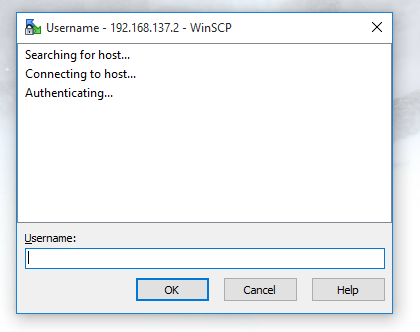 Username - 192.168.137.2 - WinSCP
Searching for host...
Connecting to host...
Authenticating...
Username:
OK Cancel Help